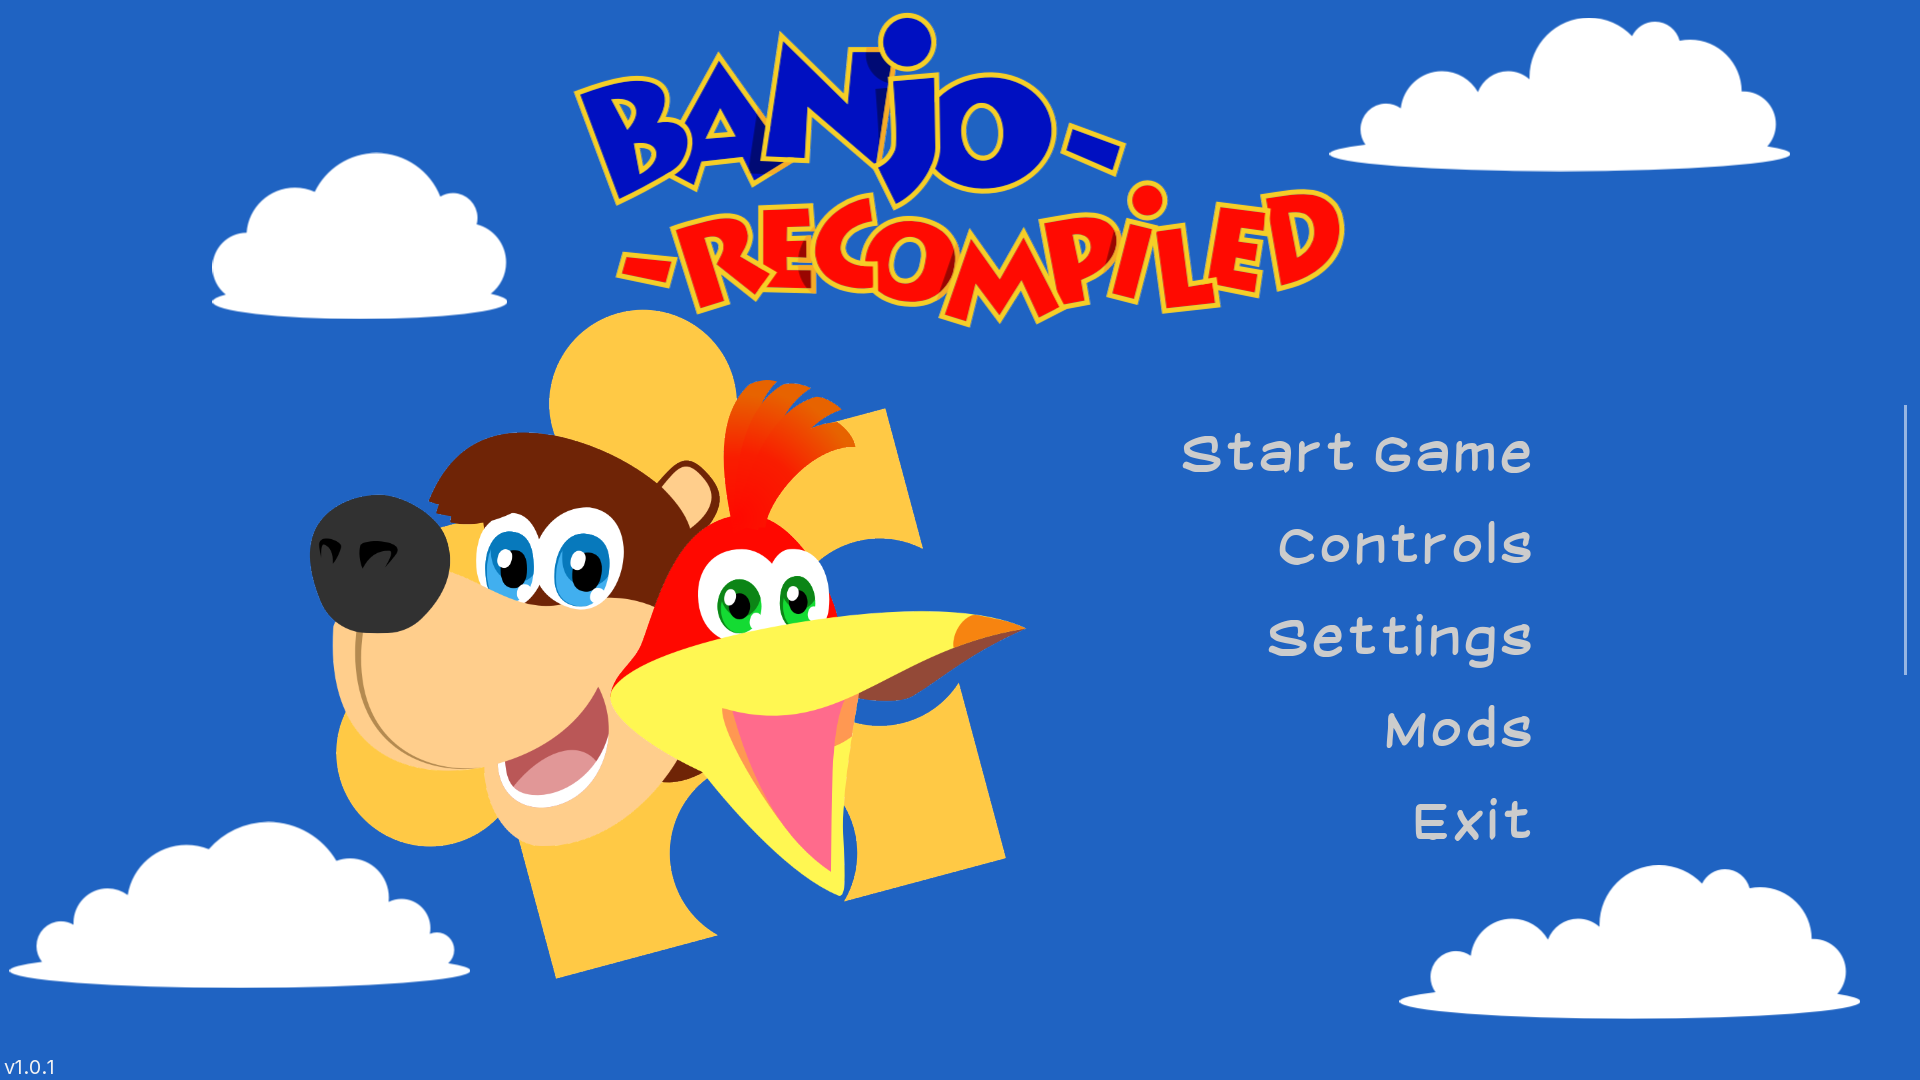 BANjO-
-RECOMPiLED
Start Game
Controls
Settings
Mods
Exit
v1.0.1